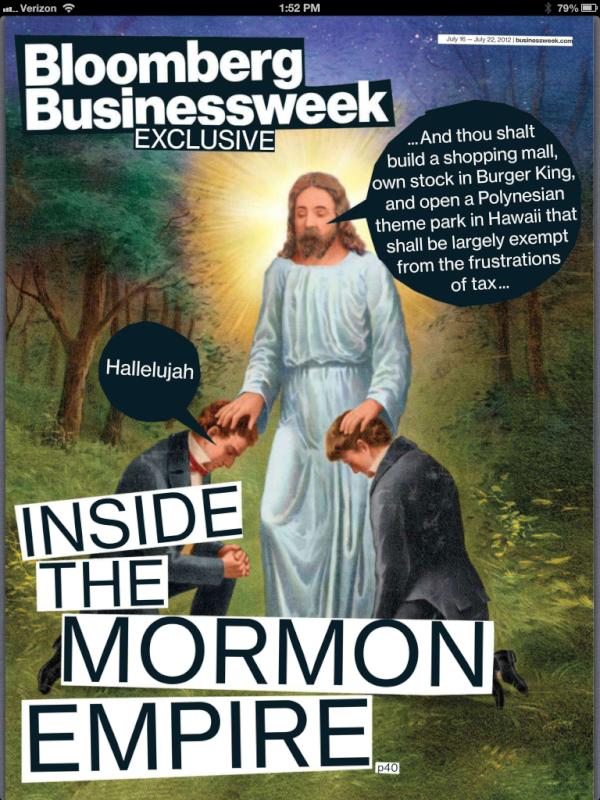 Verizon
1:52 PM
79%
July 16 — July 22, 2012 | businessweek.com
Bloomberg
Businessweek
EXCLUSIVE
...And thou shalt
build a shopping mall,
own stock in Burger King,
and open a Polynesian
theme park in Hawaii that
shall be largely exempt
from the frustrations
of tax...
Hallelujah
INSIDE
THE
MORMON
EMPIRE
p40